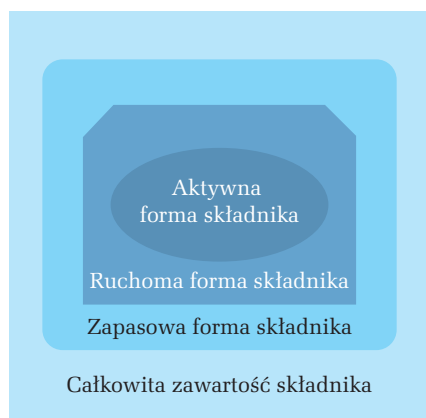 Aktywna
forma składnika
Ruchoma forma składnika
Zapasowa forma składnika
Całkowita zawartość składnika